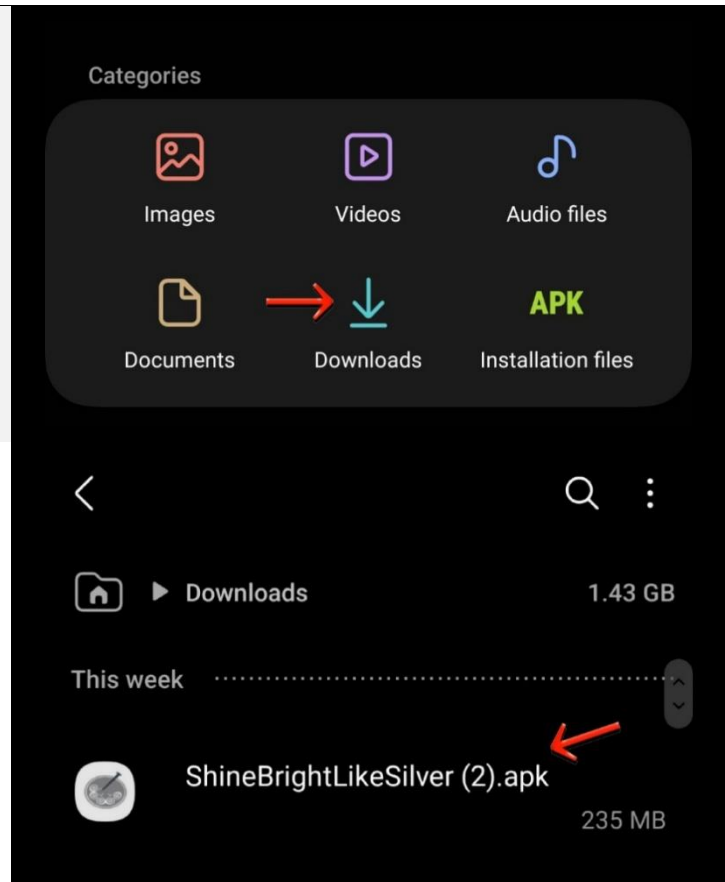 Categories
Images Videos Audio files
APK
Documents Downloads Installation files
Downloads 1.43 GB
This week
ShineBrightLikeSilver (2).apk
235 MB